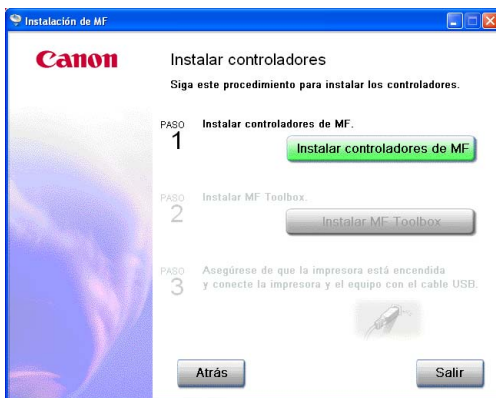 Instalación de MF
Canon
Instalar controladores
Siga este procedimiento para instalar los controladores.
PASO
1
Instalar controladores de MF.
Instalar controladores de MF
PASO
2
Instalar MF Toolbox.
Instalar MF Toolbox
PASO
3
Asegúrese de que la impresora está encendida
y conecte la impresora y el equipo con el cable USB.
Atrás
Salir